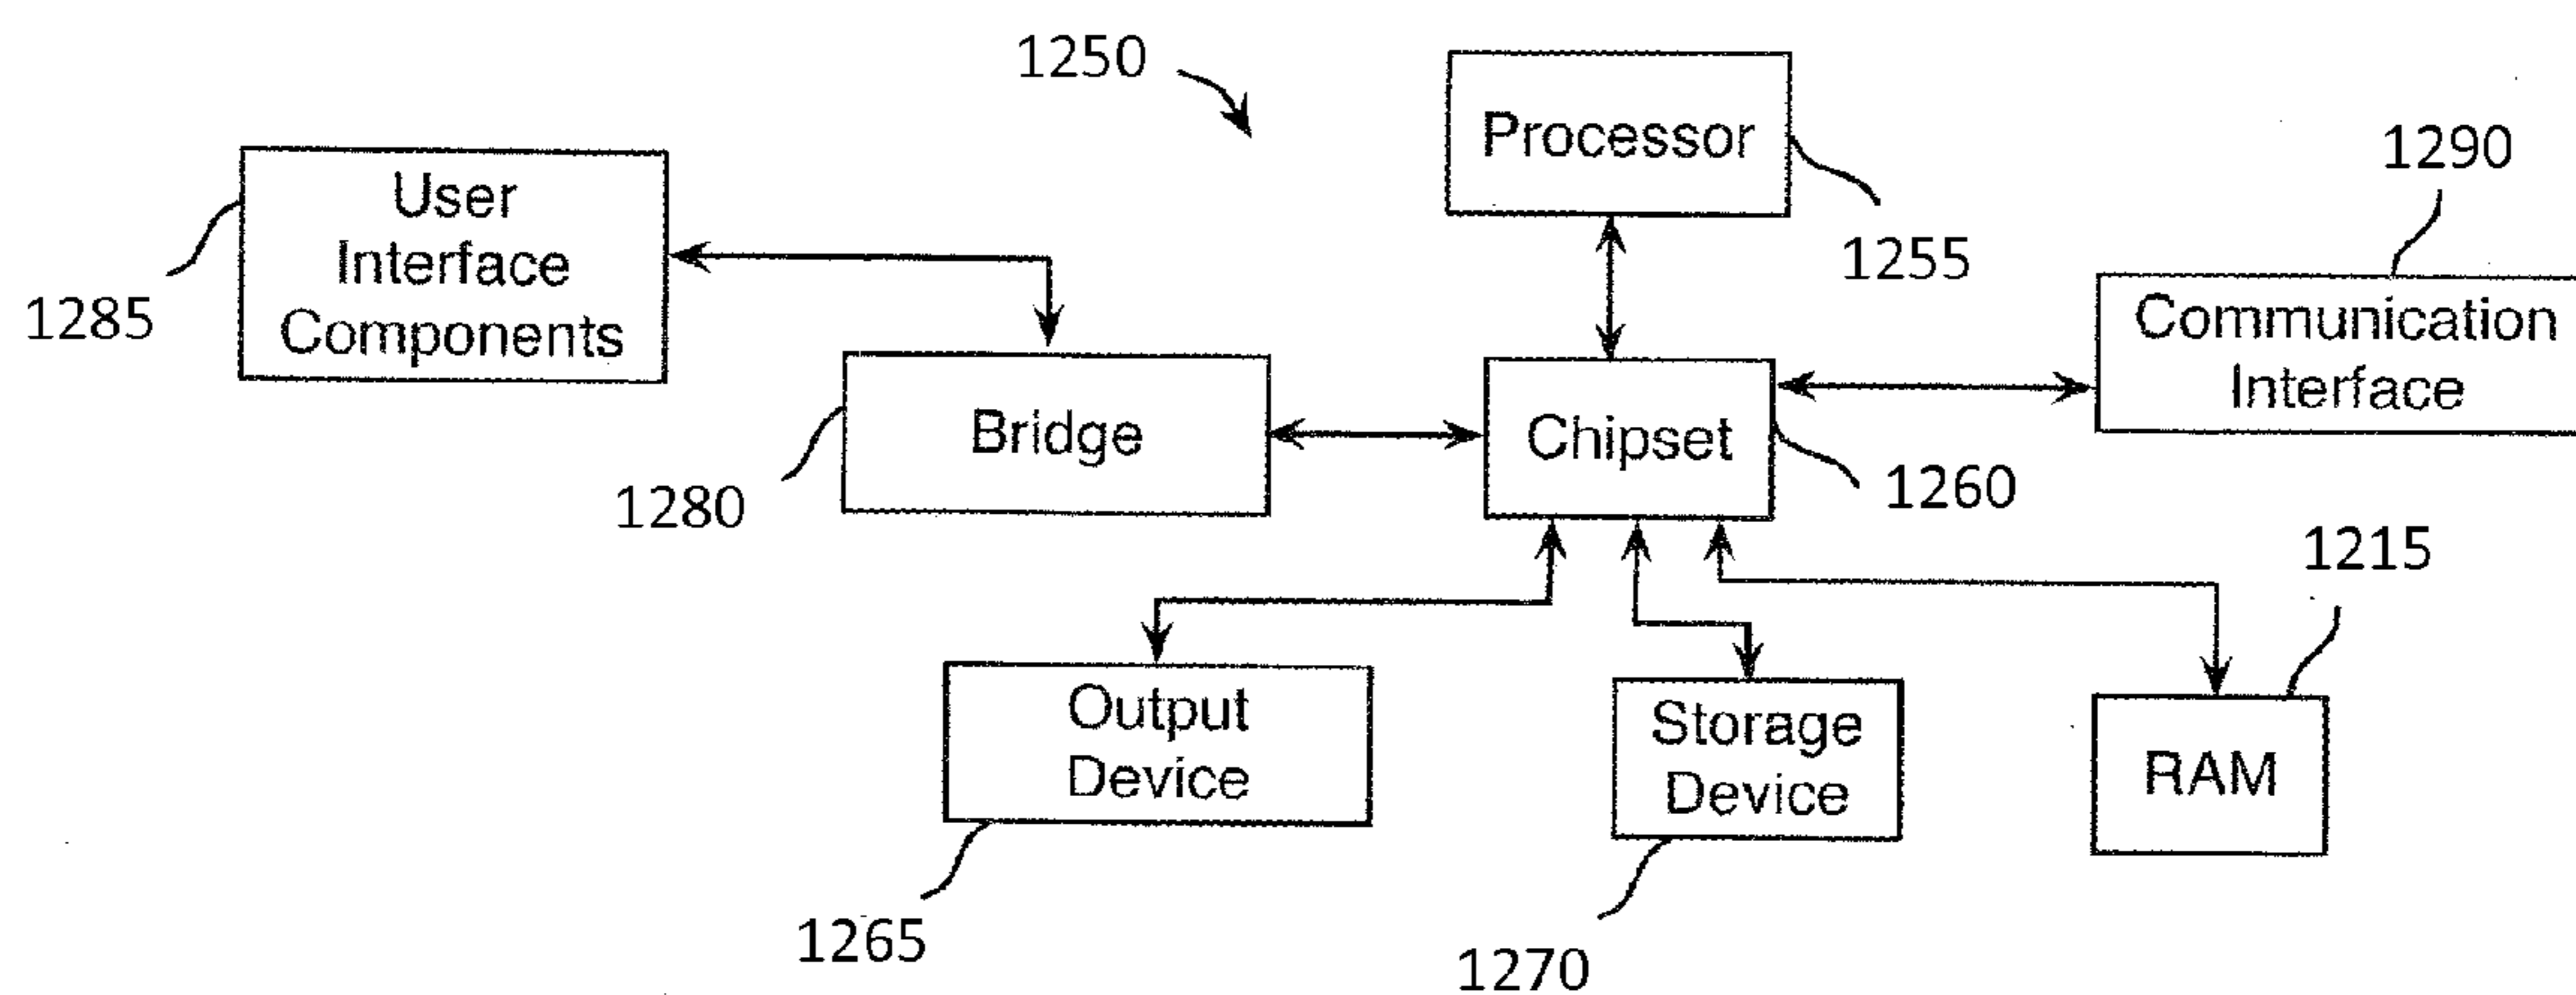 1250
Processor
1290
User
Interface
Components
1255
1285
Communication
Interface
Bridge
Chipset
1280
1260
1215
Output
Device
Storage
Device
RAM
1265
1270